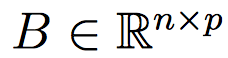 B ∈ ℝ^{n×p}